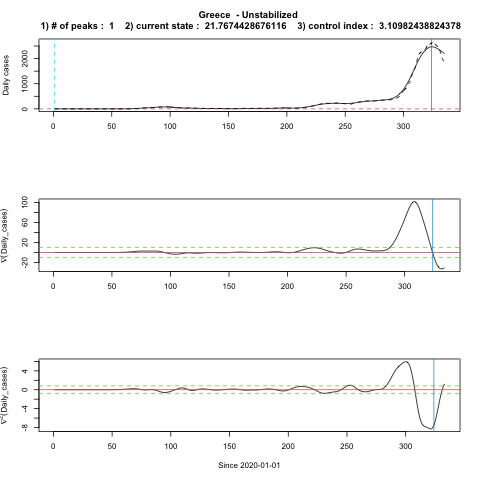 Greece - Unstabilized
1) # of peaks : 1 2) current state : 21.7674428676116 3) control index : 3.10982438824378
Daily cases
2000
1000
0
0 50 100 150 200 250 300
∇(Daily_cases)
100
60
20
-20
0 50 100 150 200 250 300
∇²(Daily_cases)
4
0
-4
-8
0 50 100 150 200 250 300
Since 2020-01-01